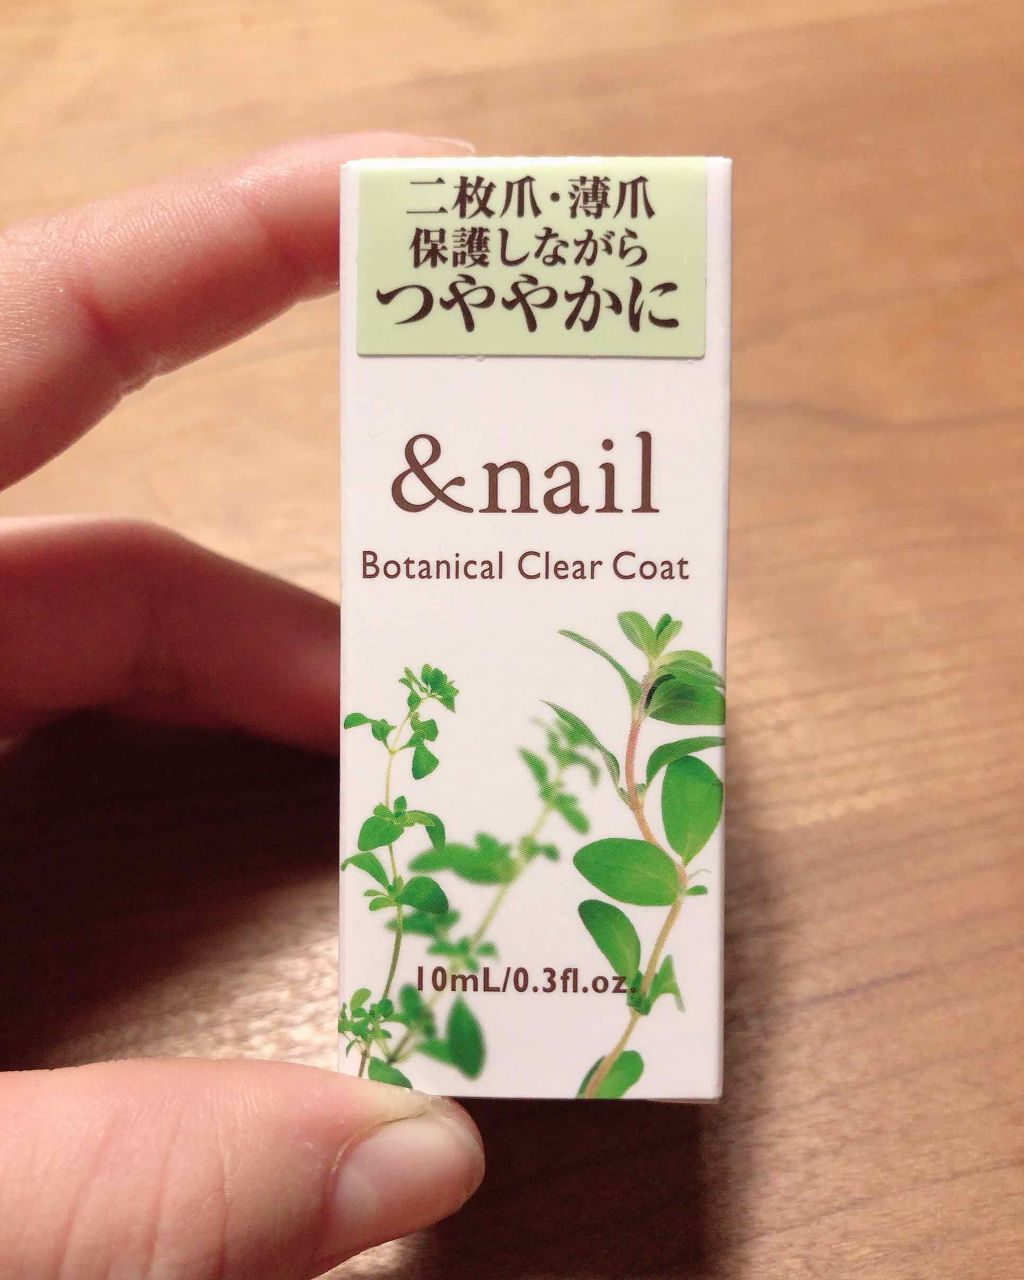 二枚爪・薄爪
保護しながら
つややかに
&nail
Botanical Clear Coat
10mL/0.3fl.oz.